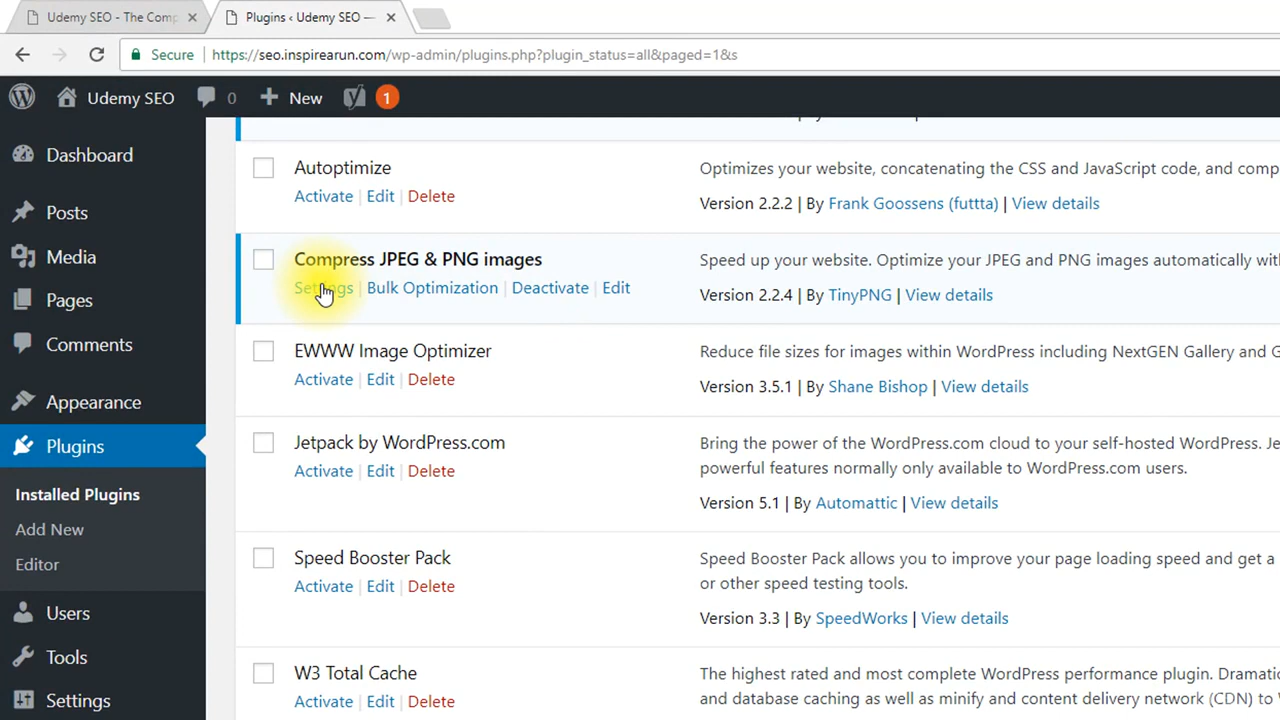 Udemy SEO - The Comp
Plugins ‹ Udemy SEO —
Secure
https://seo.inspirearun.com/wp-admin/plugins.php?plugin_status=all&paged=1&s
Udemy SEO
0
New
1
Dashboard
Posts
Media
Pages
Comments
Appearance
Plugins
Installed Plugins
Add New
Editor
Users
Tools
Settings
Autoptimize
Activate | Edit | Delete
Optimizes your website, concatenating the CSS and JavaScript code, and comp
Version 2.2.2 | By Frank Goossens (futtta) | View details
Compress JPEG & PNG images
Settings | Bulk Optimization | Deactivate | Edit
Speed up your website. Optimize your JPEG and PNG images automatically with
Version 2.2.4 | By TinyPNG | View details
EWWW Image Optimizer
Activate | Edit | Delete
Reduce file sizes for images within WordPress including NextGEN Gallery and G
Version 3.5.1 | By Shane Bishop | View details
Jetpack by WordPress.com
Activate | Edit | Delete
Bring the power of the WordPress.com cloud to your self-hosted WordPress. Je
powerful features normally only available to WordPress.com users.
Version 5.1 | By Automattic | View details
Speed Booster Pack
Activate | Edit | Delete
Speed Booster Pack allows you to improve your page loading speed and get a
or other speed testing tools.
Version 3.3 | By SpeedWorks | View details
W3 Total Cache
Activate | Edit | Delete
The highest rated and most complete WordPress performance plugin. Dramatic
and database caching as well as minify and content delivery network (CDN) to